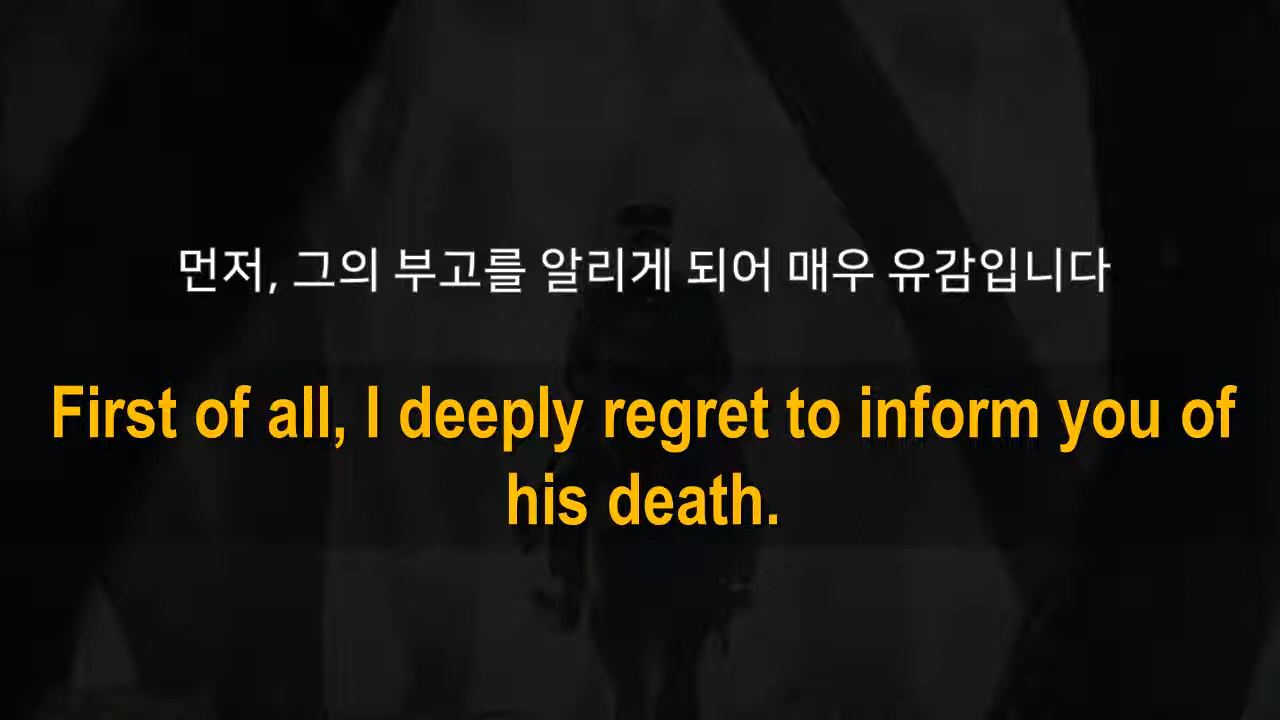 먼저, 그의 부고를 알리게 되어 매우 유감입니다
First of all, I deeply regret to inform you of
his death.